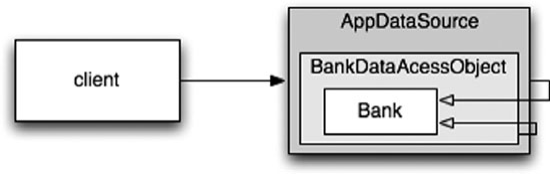 AppDataSource
BankDataAcessObject
client
Bank